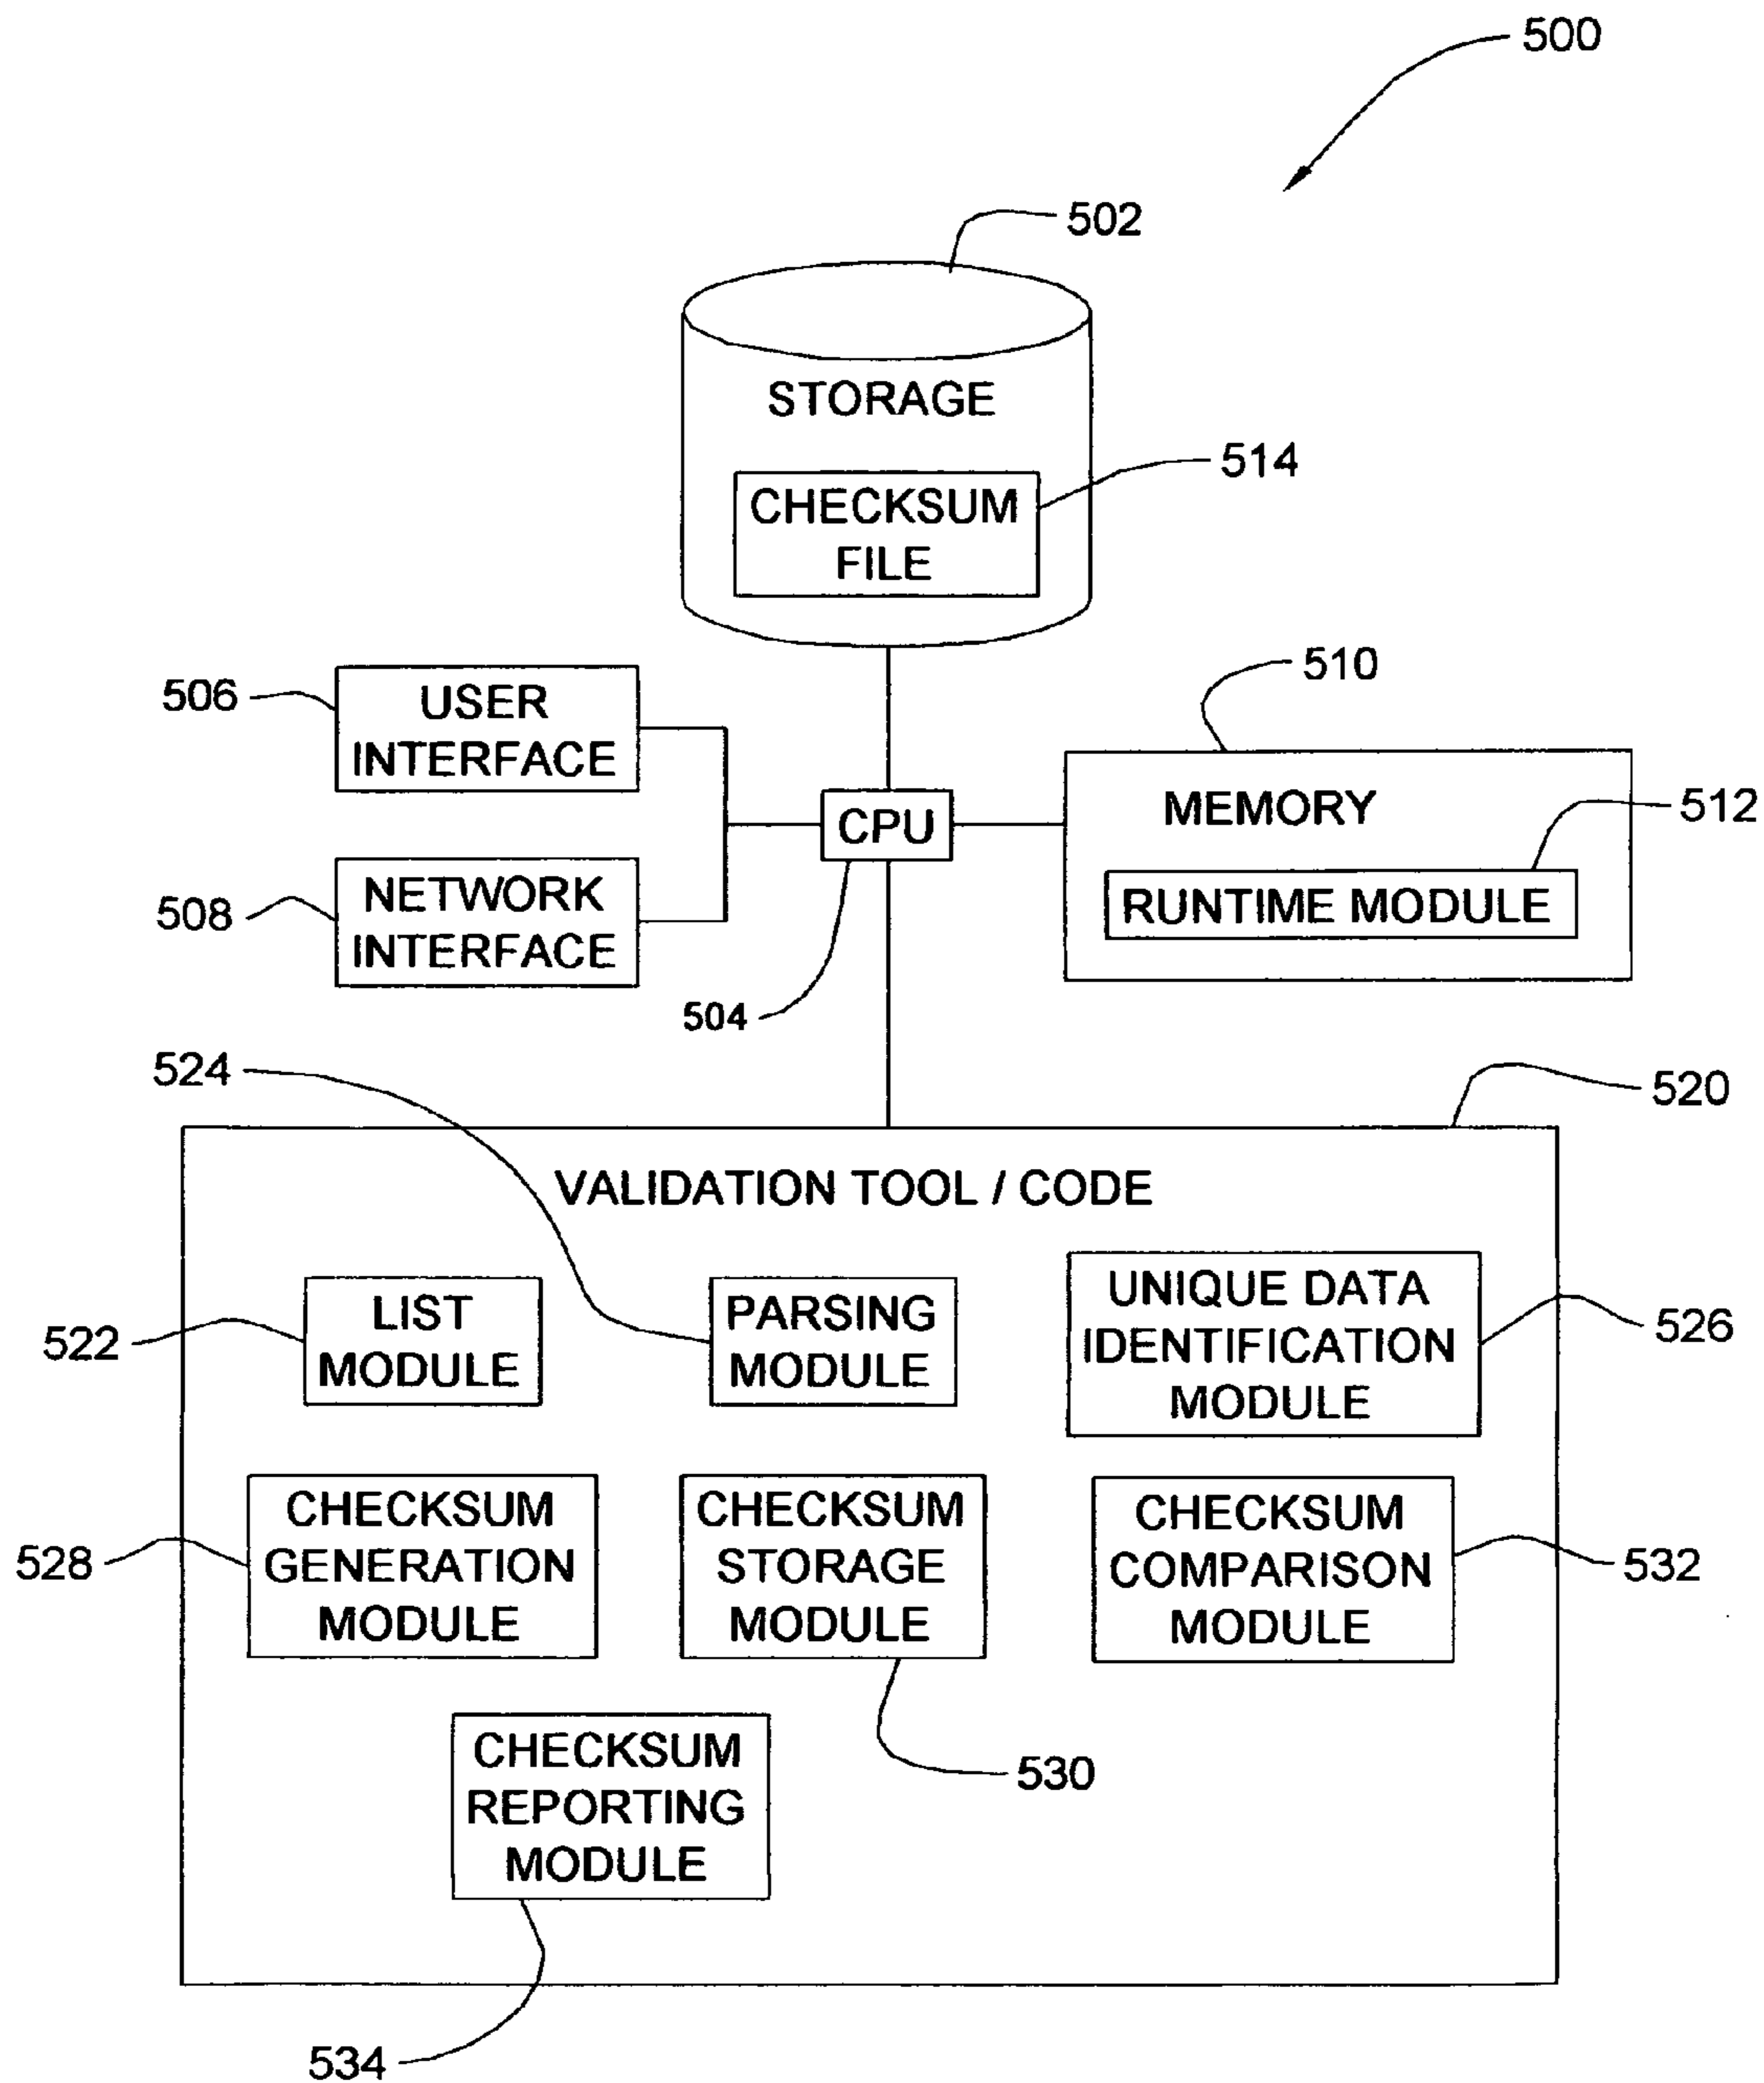 500
502
STORAGE
514
CHECKSUM
FILE
510
506
USER
INTERFACE
MEMORY
512
CPU
RUNTIME MODULE
508
NETWORK
INTERFACE
504
524
520
VALIDATION TOOL / CODE
522
LIST
MODULE
PARSING
MODULE
UNIQUE DATA
IDENTIFICATION
MODULE
526
528
CHECKSUM
GENERATION
MODULE
CHECKSUM
STORAGE
MODULE
CHECKSUM
COMPARISON
MODULE
532
CHECKSUM
REPORTING
MODULE
530
534